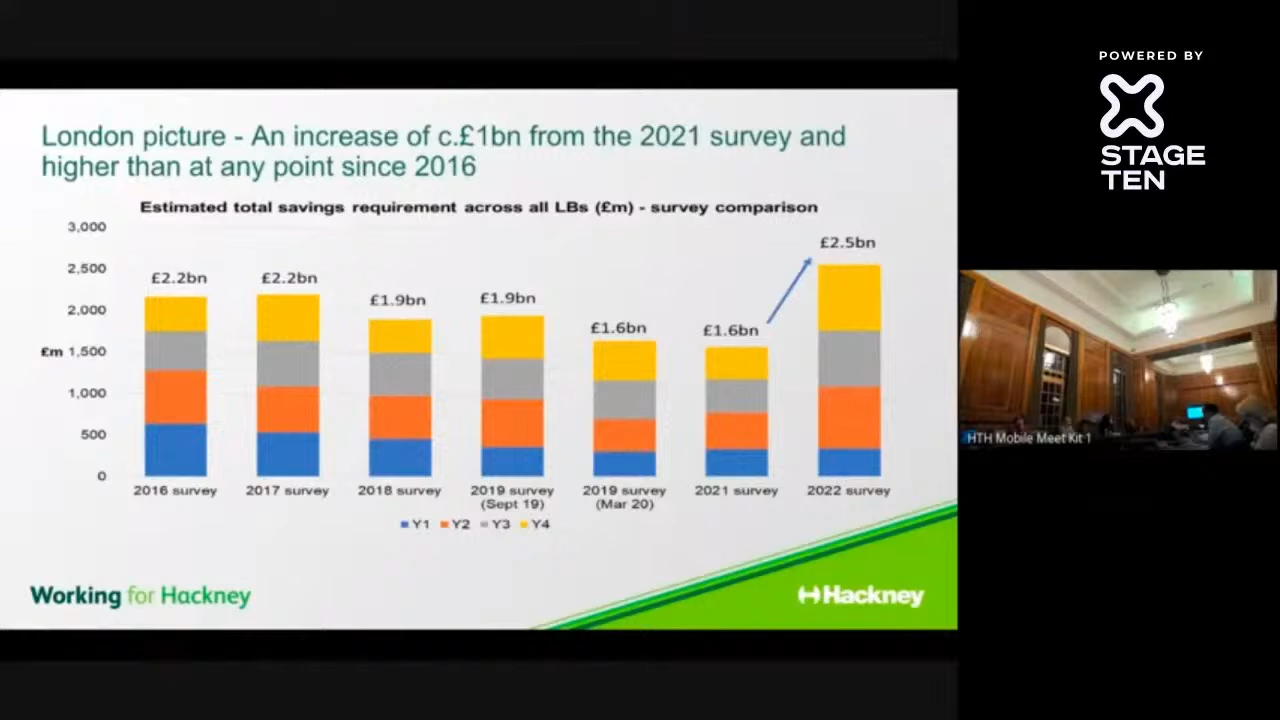 London picture - An increase of c.£1bn from the 2021 survey and
higher than at any point since 2016
Estimated total savings requirement across all LBs (£m) - survey comparison
3,000
2,500
2,000
£m 1,500
1,000
500
0
£2.2bn
£2.2bn
£1.9bn
£1.9bn
£1.6bn
£1.6bn
£2.5bn
2016 survey
2017 survey
2018 survey
2019 survey
(Sept 19)
2019 survey
(Mar 20)
2021 survey
2022 survey
Y1 Y2 Y3 Y4
Working for Hackney
Hackney
POWERED BY
STAGE
TEN
HTH Mobile Meet Kit 1